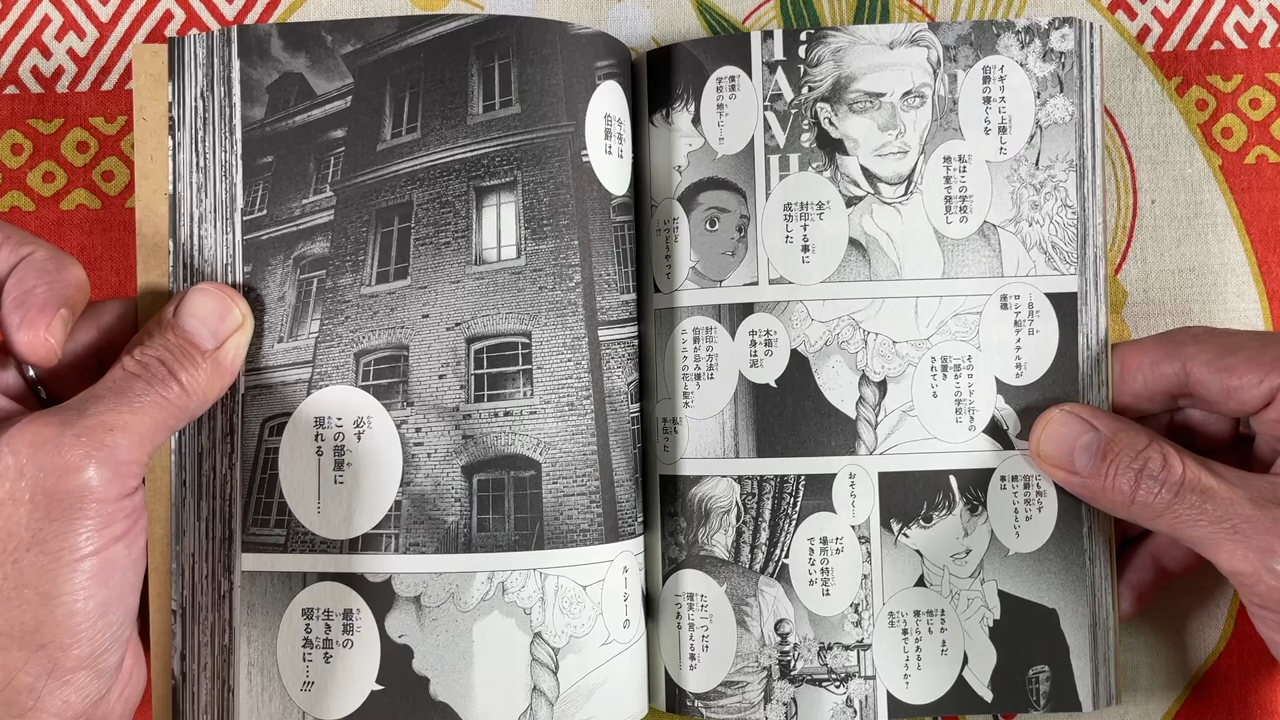 イギリスに上陸した
伯爵の寝ぐらを
私はこの学校の
地下室で発見し
全て
封印する事に
成功した
僕達の
学校の地下に…!!
だけど
いつどうやって
…!!
…8月7日
ロシア船デメテル号が
座礁
そのロンドン行きの
一部がこの学校に
仮置き
されている
木箱の
中身は泥
封印の方法は
伯爵が忌み嫌う
ニンニクの花と聖水
私も
手伝った
にも拘らず
伯爵の呪いが
続いているという
事は
まさか まだ
他にも
寝ぐらがあると
いう事でしょうか?
先生
おそらく…
だが
場所の特定は
できないが
ただ一つだけ
確実に言える事が
一つある――
今夜は
伯爵は
必ず
この部屋に
現れる――……
ルーシーの
最期の
生き血を
啜る為に…!!!